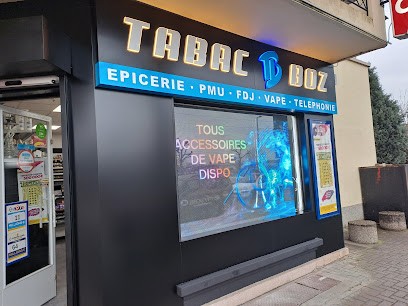 TABAC BOZ
EPICERIE · PMU · FDJ · VAPE · TELEPHONIE
TOUS
ACCESSOIRES
DE VAPE
DISPO